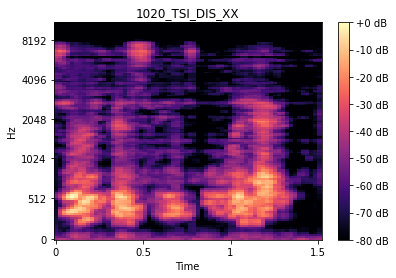 1020_TSI_DIS_XX
+0 dB
8192
-10 dB
4096
-20 dB
-30 dB
2048
Hz
-40 dB
1024
-50 dB
512
-60 dB
-70 dB
0
-80 dB
0 0.5 1 1.5
Time